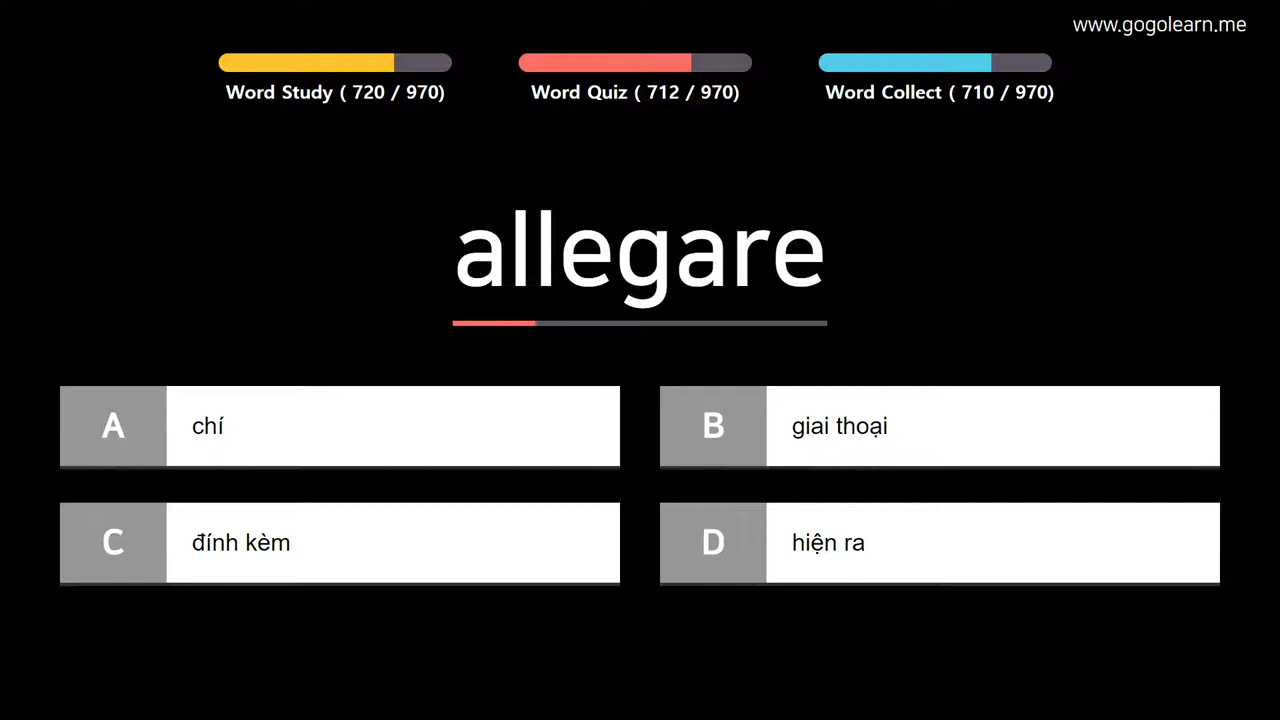 www.gogolearn.me
Word Study ( 720 / 970)
Word Quiz ( 712 / 970)
Word Collect ( 710 / 970)
allegare
A chí
B giai thoại
C đính kèm
D hiện ra